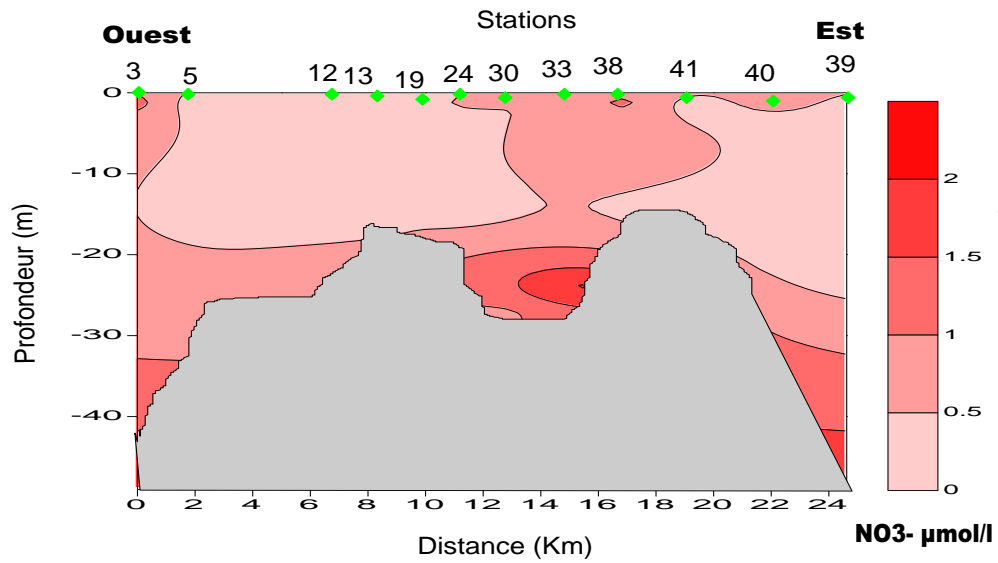 Stations
Ouest
Est
3 5 12 13 19 24 30 33 38 41 40 39
0
-10
-20
-30
-40
Profondeur (m)
0 2 4 6 8 10 12 14 16 18 20 22 24
Distance (Km)
2
1.5
1
0.5
0
NO3- µmol/l